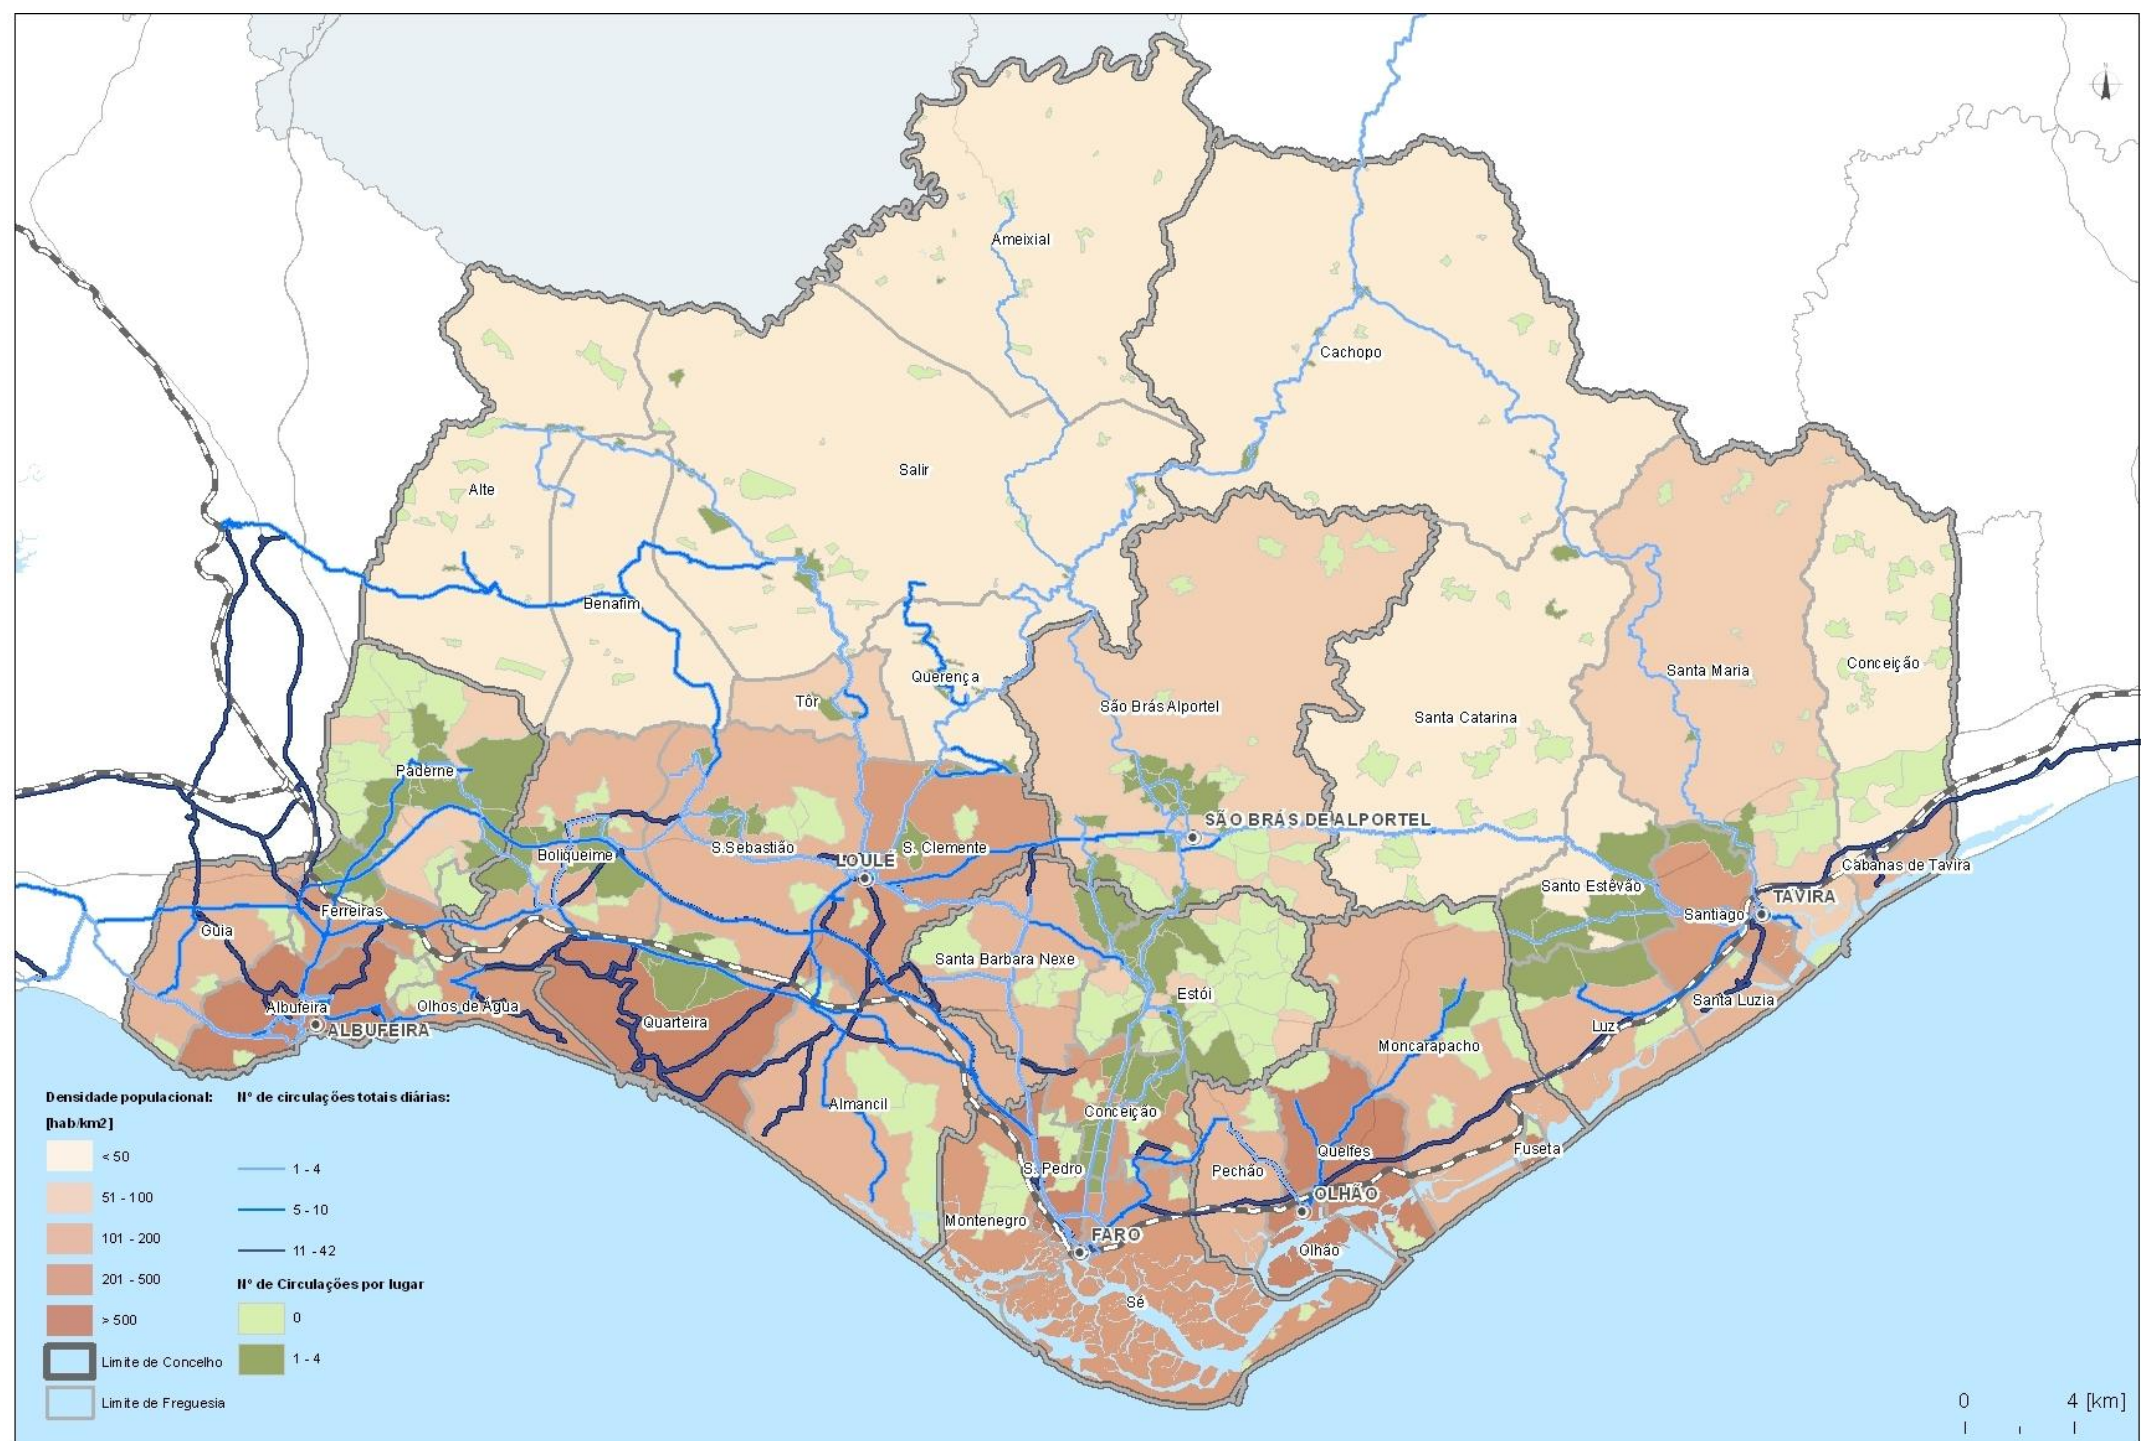 N
Ameixial
Cachopo
Salir
Alte
Benafim
Querença
Tôr
São Brás Alportel
Santa Catarina
Santa Maria
Conceição
Paderne
SÃO BRÁS DE ALPORTEL
Boliqueime
S.Sebastião
LOULÉ
S. Clemente
Cabanas de Tavira
Santo Estêvão
TAVIRA
Santiago
Ferreiras
Guia
Santa Barbara Nexe
Estói
Santa Luzia
Albufeira
Olhos de Água
ALBUFEIRA
Quarteira
Luz
Moncarapacho
Almancil
Conceição
Quelfes
Fuseta
S. Pedro
Pechão
OLHÃO
Montenegro
FARO
Olhão
Sé
Densidade populacional:
[hab/km2]
< 50
51 - 100
101 - 200
201 - 500
> 500
Limite de Concelho
Limite de Freguesia
Nº de circulações totais diárias:
1 - 4
5 - 10
11 - 42
Nº de Circulações por lugar
0
1 - 4
0 4 [km]